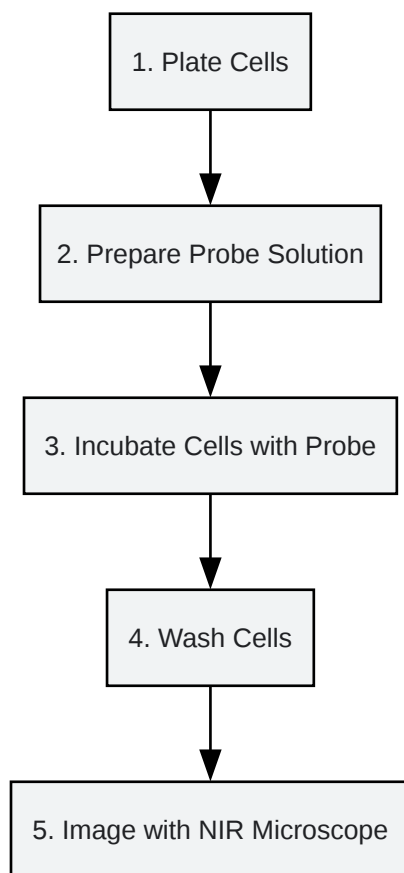 1. Plate Cells
2. Prepare Probe Solution
3. Incubate Cells with Probe
4. Wash Cells
5. Image with NIR Microscope